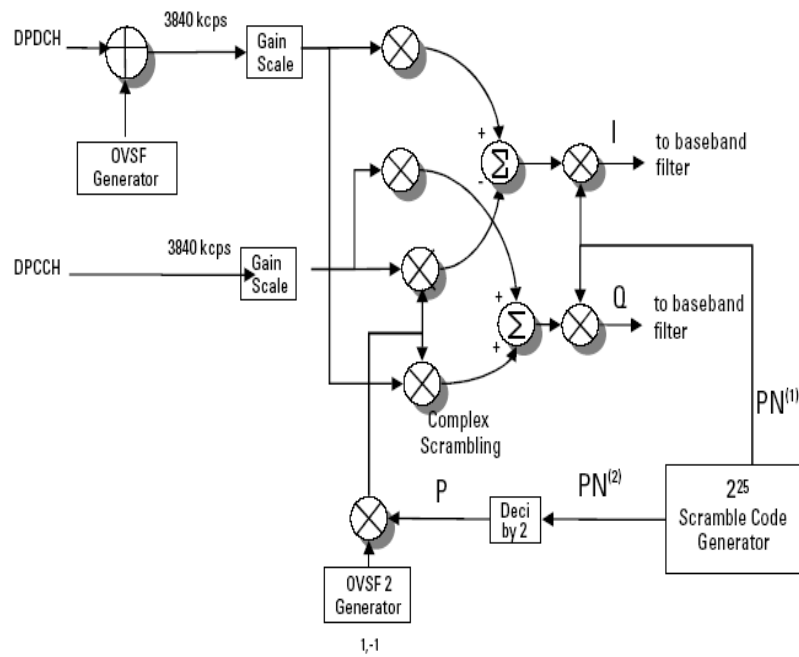 DPDCH
3840 kcps
Gain
Scale
OVSF
Generator
+
Σ
-
I
to baseband
filter
DPCCH
3840 kcps
Gain
Scale
+
Σ
+
Q
to baseband
filter
Complex
Scrambling
PN(1)
P
Deci
by 2
PN(2)
2^25
Scramble Code
Generator
OVSF 2
Generator
1,-1